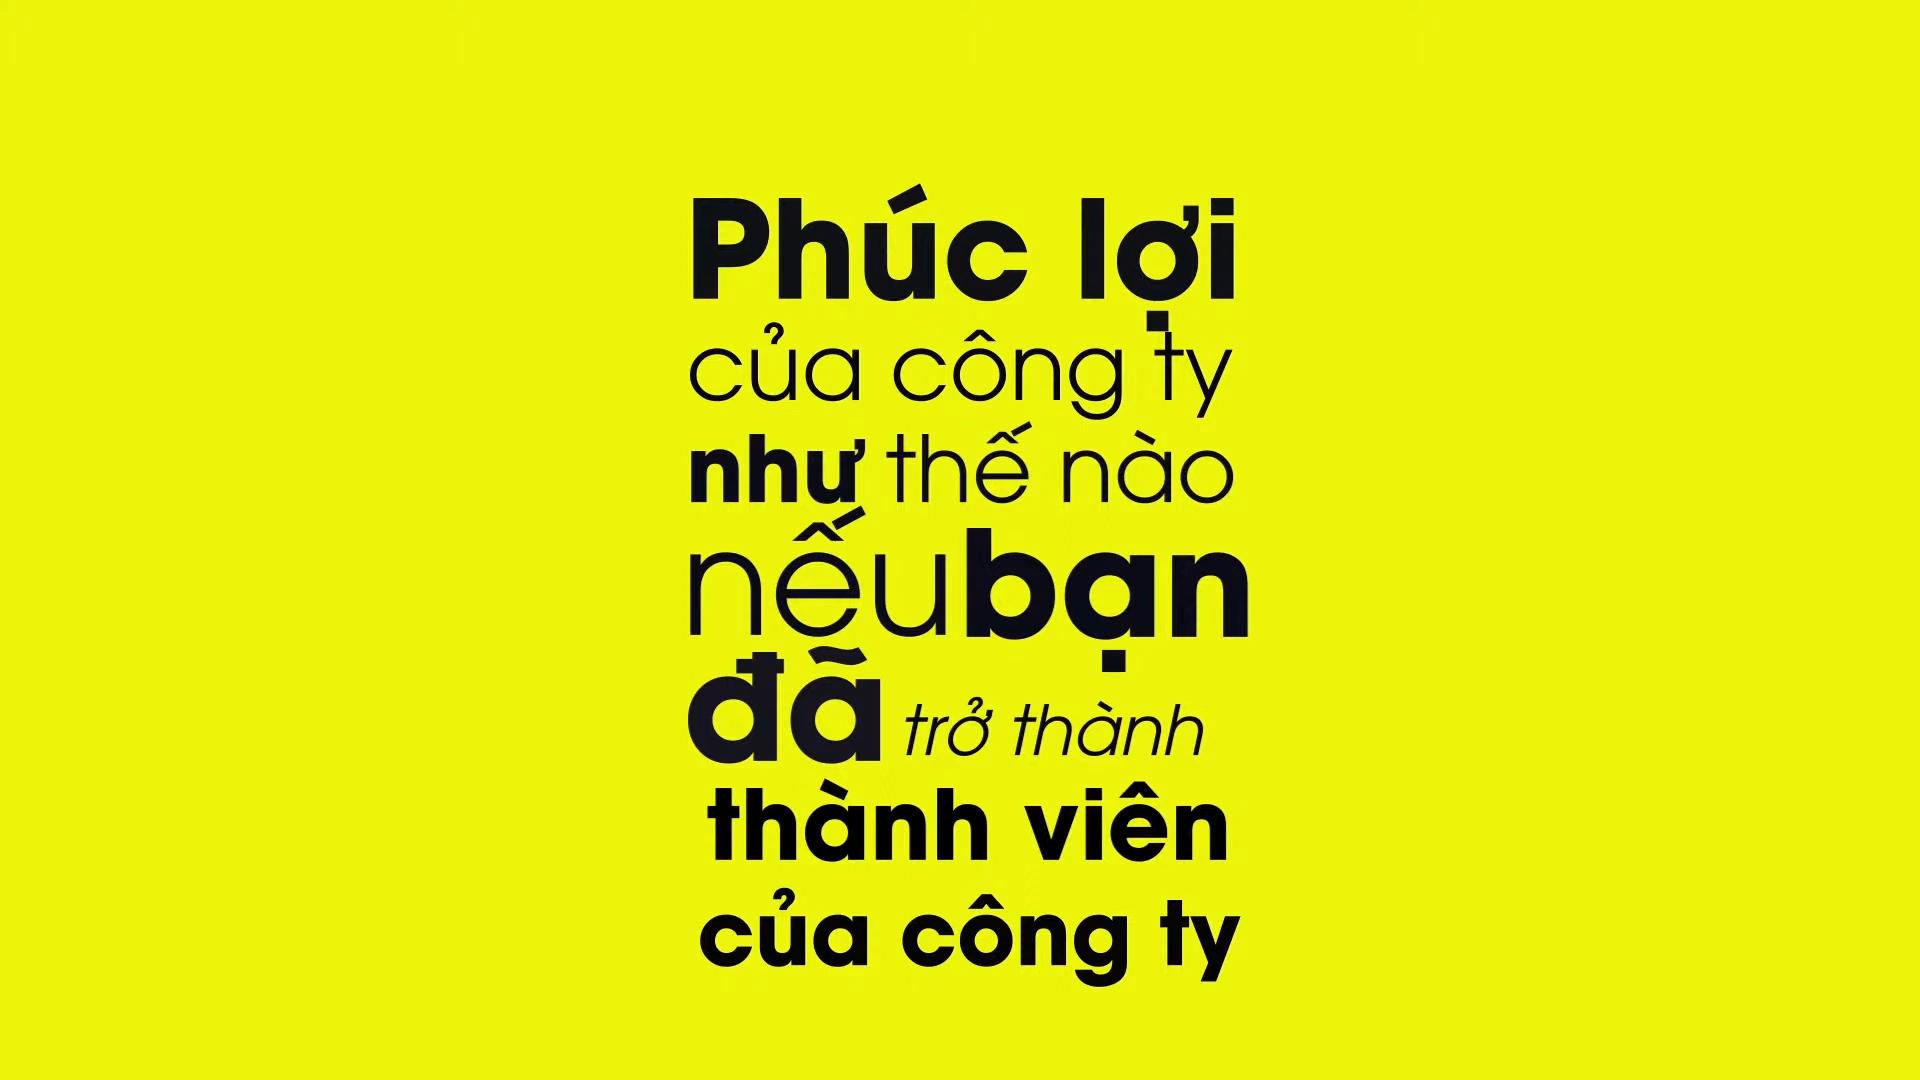 Phúc lợi
của công ty
như thế nào
nếu bạn
đã trở thành
thành viên
của công ty